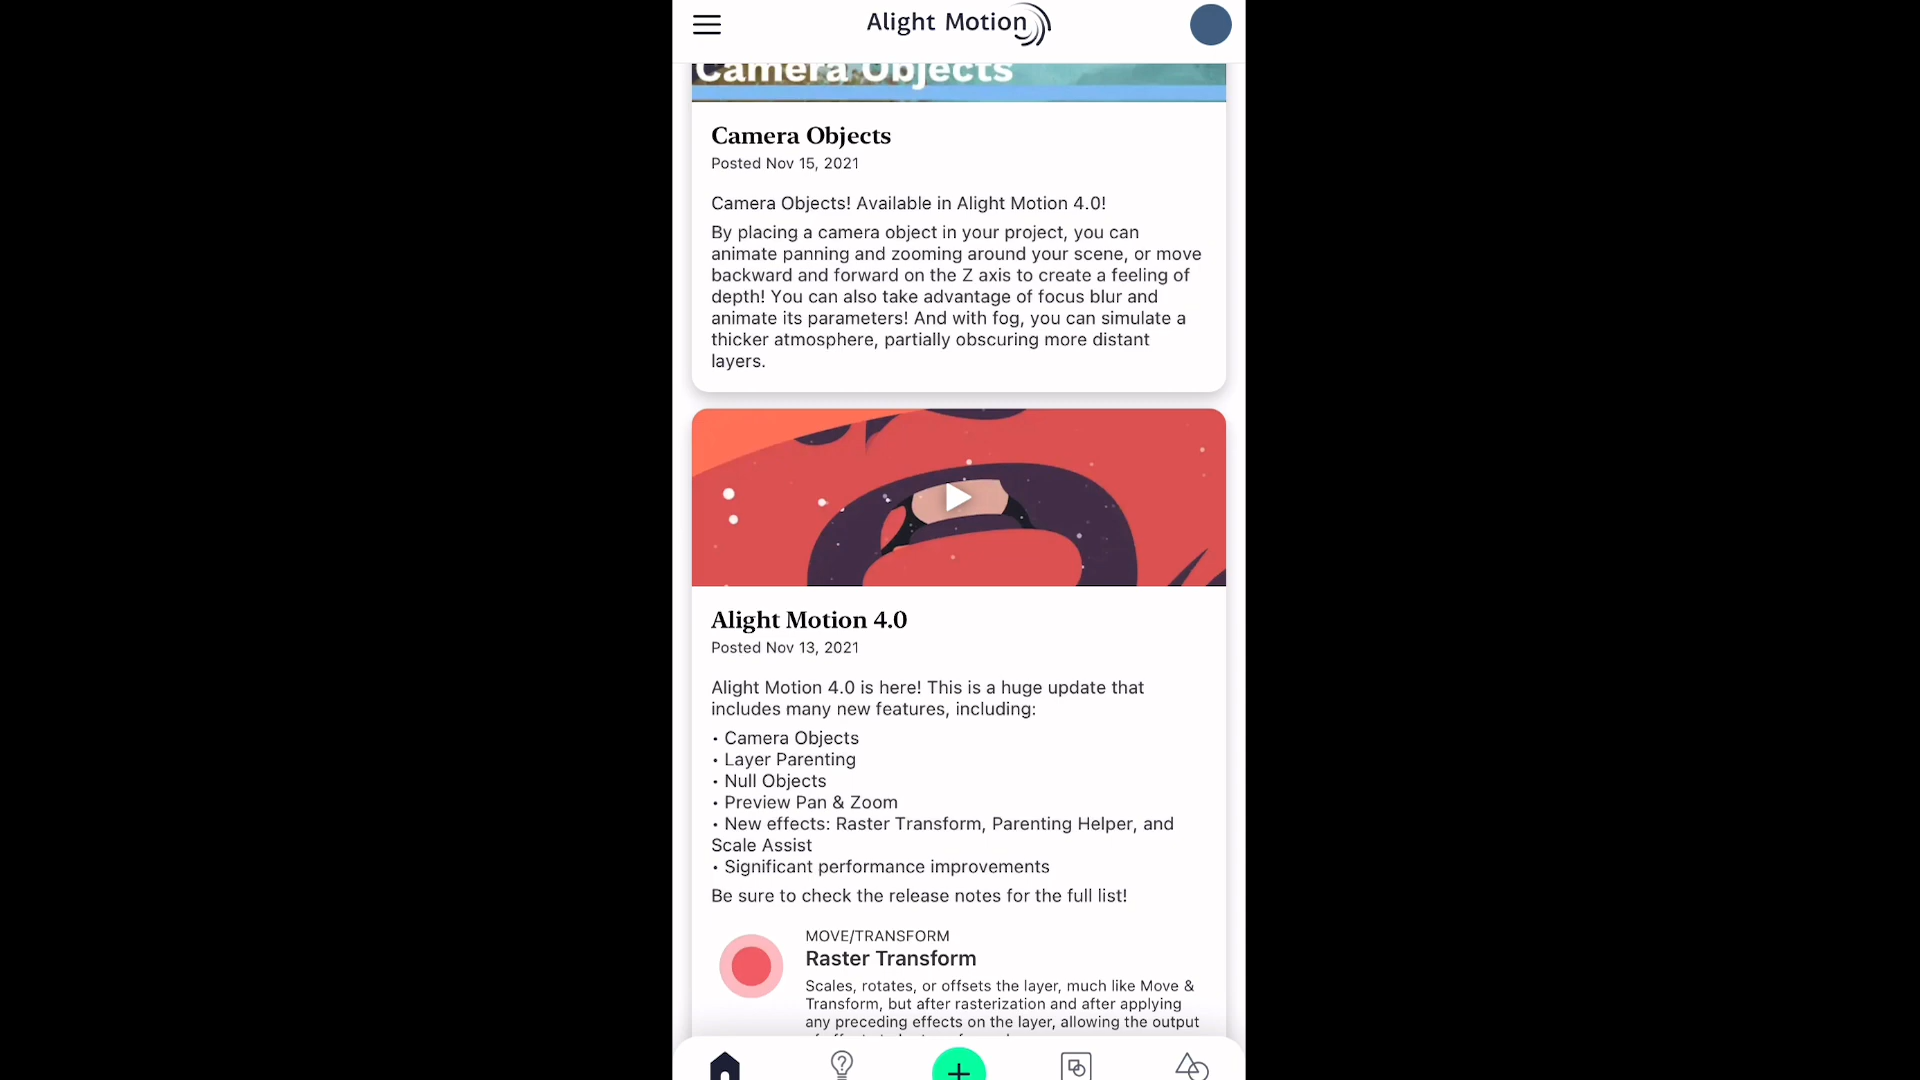 Alight Motion
Camera Objects
Camera Objects
Posted Nov 15, 2021
Camera Objects! Available in Alight Motion 4.0!
By placing a camera object in your project, you can
animate panning and zooming around your scene, or move
backward and forward on the Z axis to create a feeling of
depth! You can also take advantage of focus blur and
animate its parameters! And with fog, you can simulate a
thicker atmosphere, partially obscuring more distant
layers.
Alight Motion 4.0
Posted Nov 13, 2021
Alight Motion 4.0 is here! This is a huge update that
includes many new features, including:
• Camera Objects
• Layer Parenting
• Null Objects
• Preview Pan & Zoom
• New effects: Raster Transform, Parenting Helper, and
Scale Assist
• Significant performance improvements
Be sure to check the release notes for the full list!
MOVE/TRANSFORM
Raster Transform
Scales, rotates, or offsets the layer, much like Move &
Transform, but after rasterization and after applying
any preceding effects on the layer, allowing the output